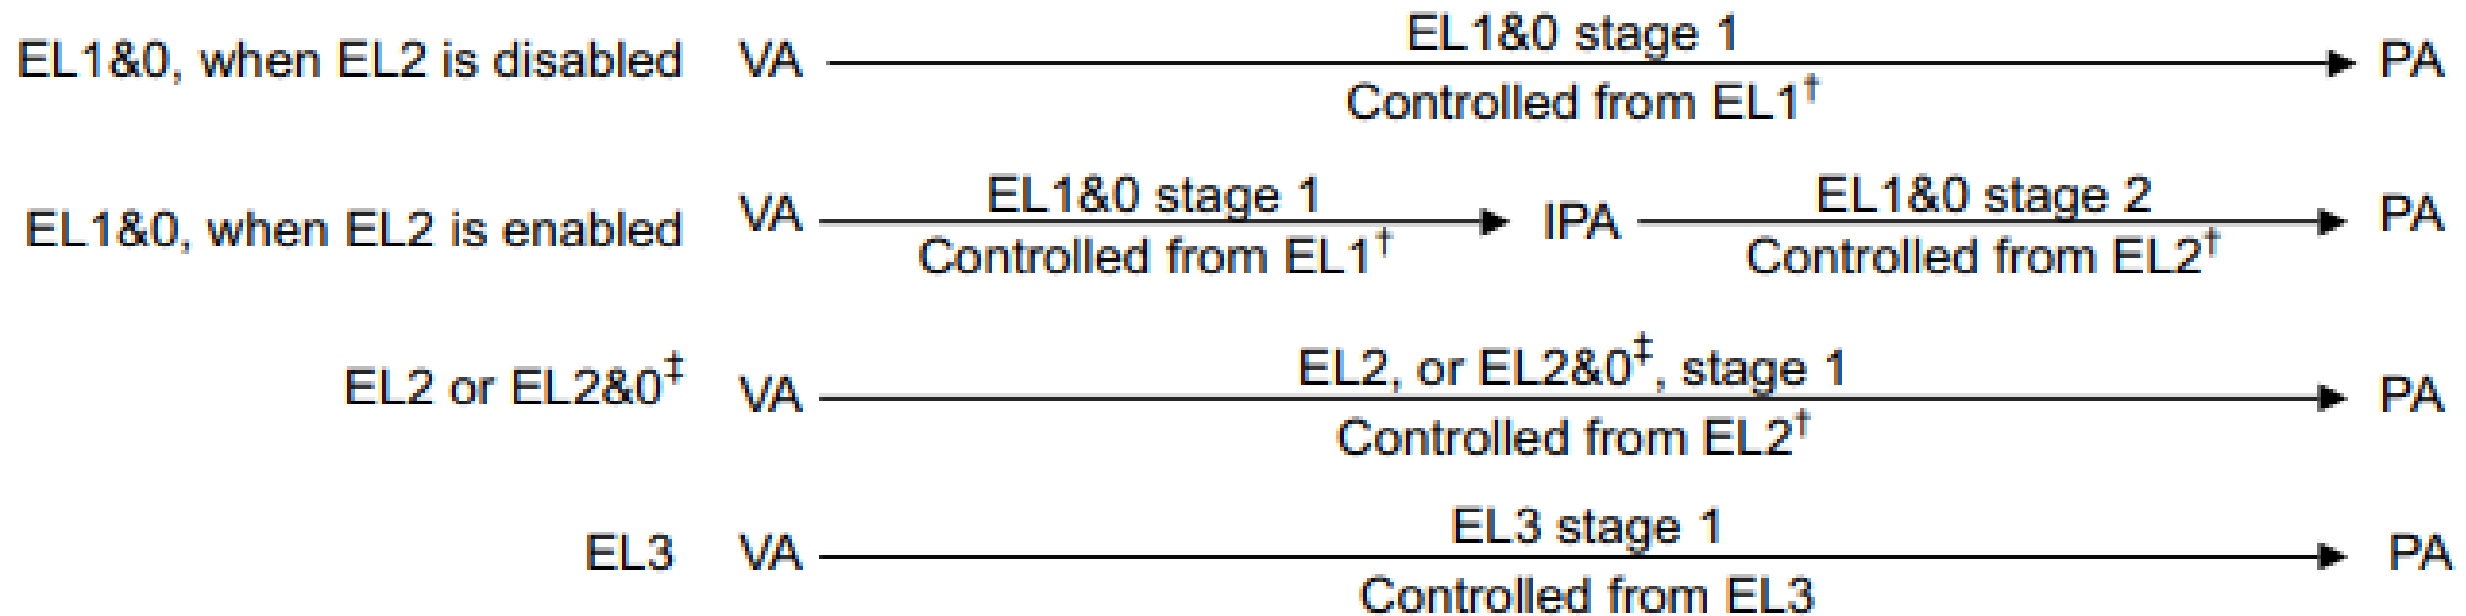 EL1&0 stage 1
EL1&0, when EL2 is disabled VA PA
Controlled from EL1†
EL1&0 stage 1 EL1&0 stage 2
EL1&0, when EL2 is enabled VA IPA PA
Controlled from EL1† Controlled from EL2†
EL2, or EL2&0‡, stage 1
EL2 or EL2&0‡ VA PA
Controlled from EL2†
EL3 stage 1
EL3 VA PA
Controlled from EL3